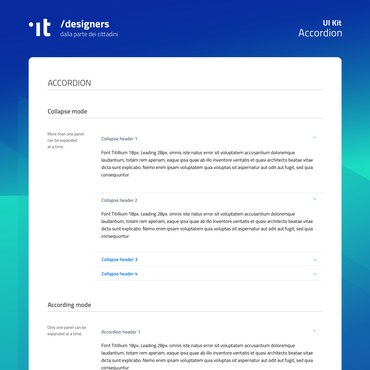 ·it
/designers
dalla parte dei cittadini
UI Kit
Accordion
ACCORDION
Collapse mode
More than one panel
can be expanded
at a time.
Collapse header 1
Font Titillium 18px. Leading 28px. omnis iste natus error sit voluptatem accusantium doloremque
laudantium, totam rem aperiam, eaque ipsa quae ab illo inventore veritatis et quasi architecto beatae vitae
dicta sunt explicabo. Nemo enim ipsam voluptatem quia voluptas sit aspernatur aut odit aut fugit, sed quia
consequuntur
Collapse header 2
Font Titillium 18px. Leading 28px. omnis iste natus error sit voluptatem accusantium doloremque
laudantium, totam rem aperiam, eaque ipsa quae ab illo inventore veritatis et quasi architecto beatae vitae
dicta sunt explicabo. Nemo enim ipsam voluptatem quia voluptas sit aspernatur aut odit aut fugit, sed quia
consequuntur
Collapse header 3
Collapse header 4
According mode
Only one panel can be
expanded at a time.
Accordion header 1
Font Titillium 18px. Leading 28px. omnis iste natus error sit voluptatem accusantium doloremque
laudantium, totam rem aperiam, eaque ipsa quae ab illo inventore veritatis et quasi architecto beatae vitae
dicta sunt explicabo. Nemo enim ipsam voluptatem quia voluptas sit aspernatur aut odit aut fugit, sed quia
consequuntur